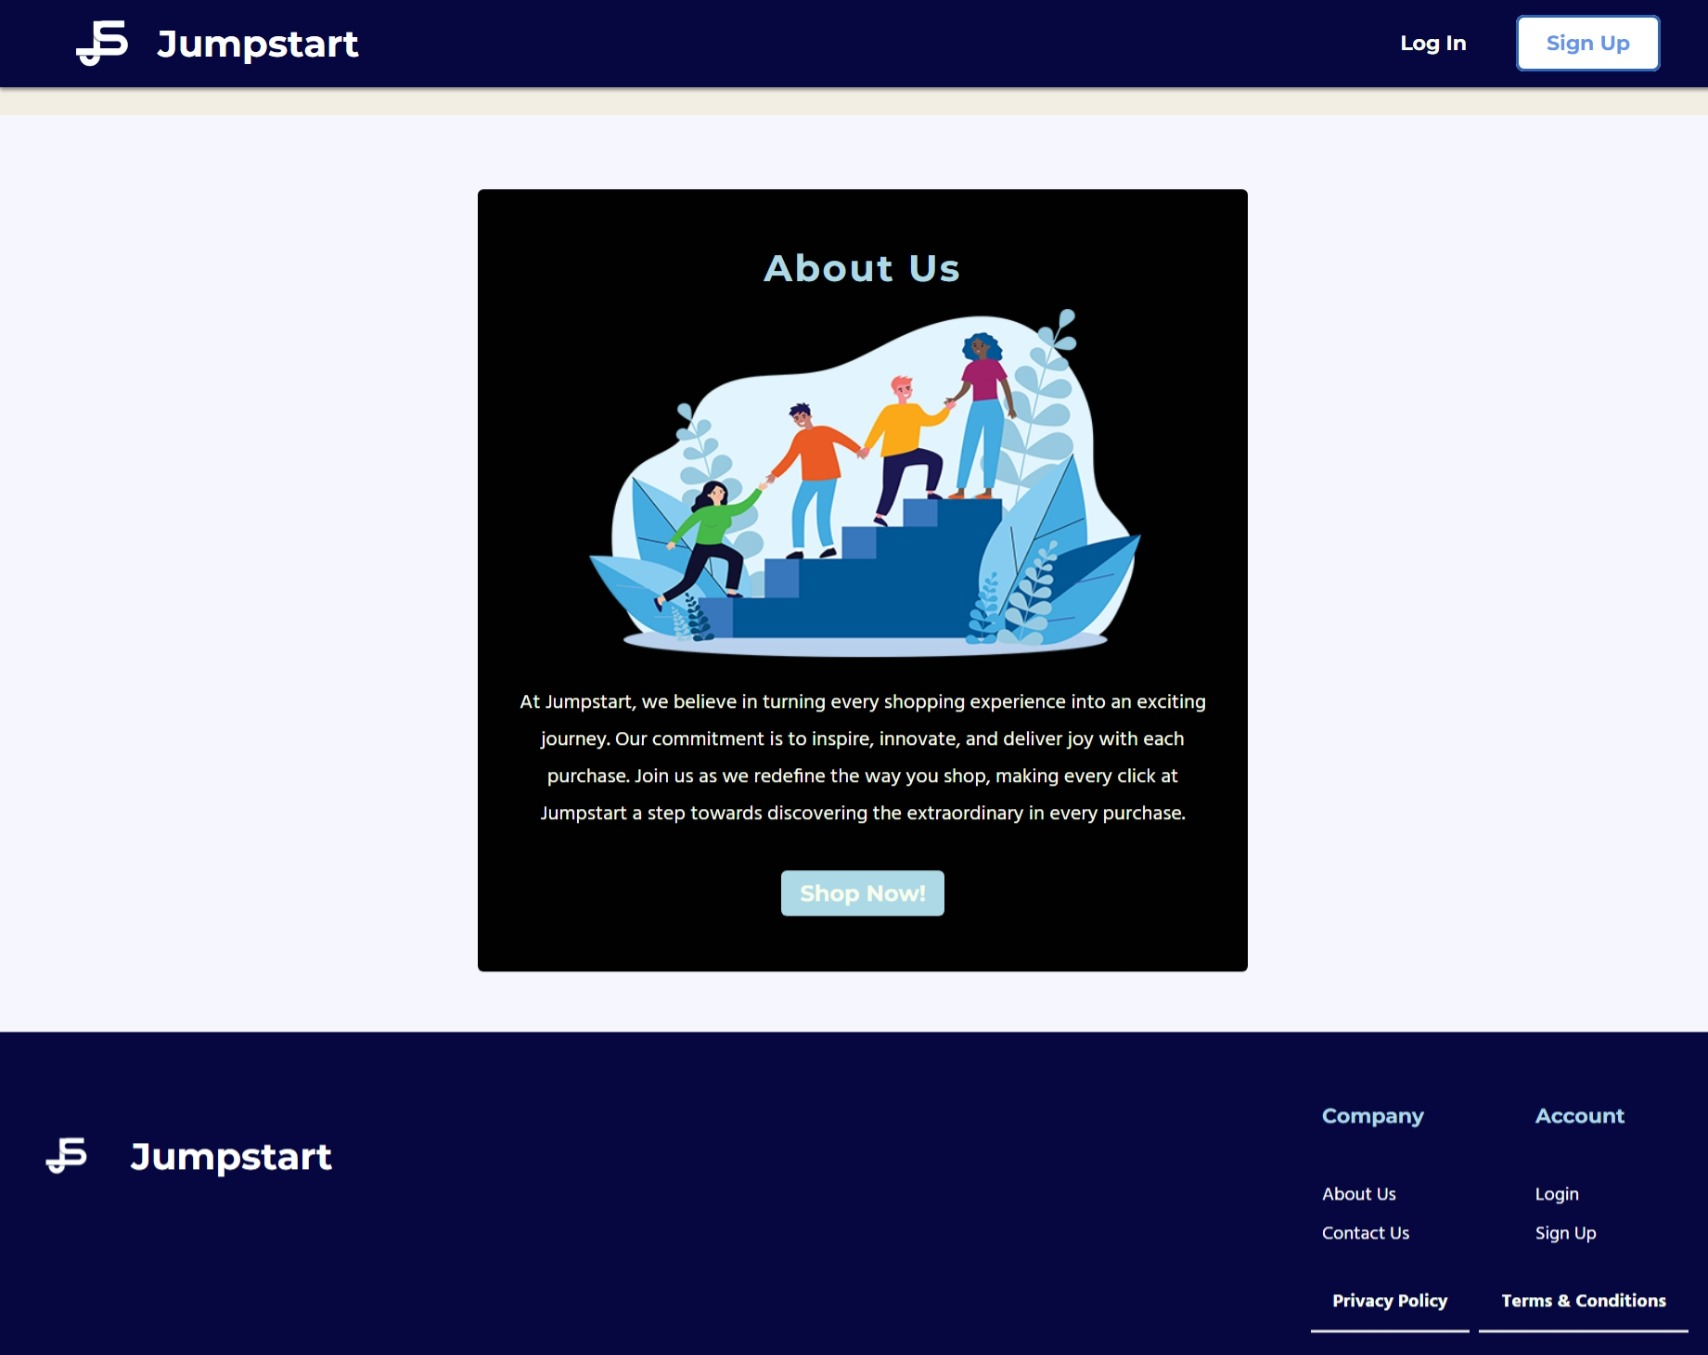 Jumpstart
Log In
Sign Up
About Us
At Jumpstart, we believe in turning every shopping experience into an exciting
journey. Our commitment is to inspire, innovate, and deliver joy with each
purchase. Join us as we redefine the way you shop, making every click at
Jumpstart a step towards discovering the extraordinary in every purchase.
Shop Now!
Jumpstart
Company
About Us
Contact Us
Account
Login
Sign Up
Privacy Policy
Terms & Conditions